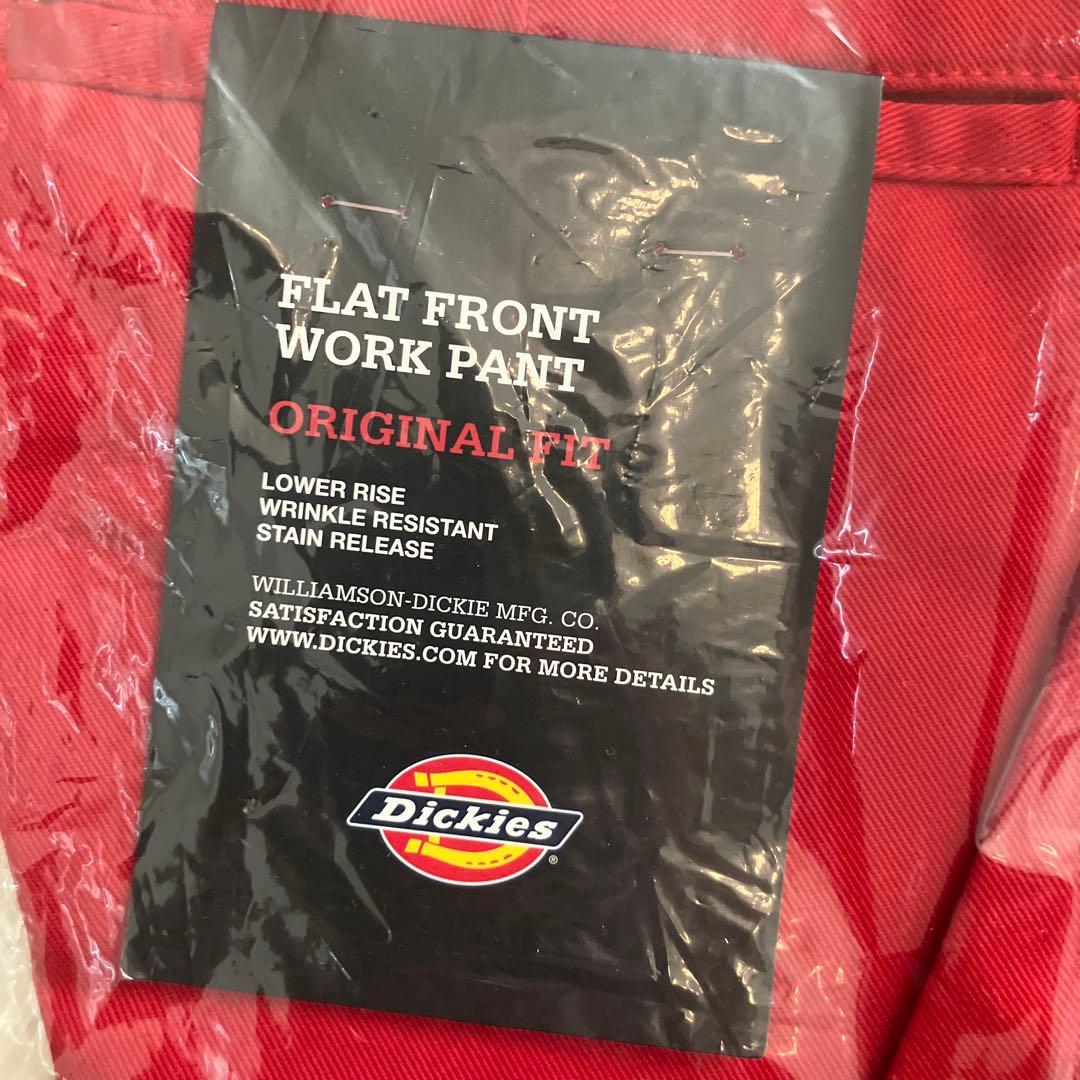 FLAT FRONT
WORK PANT
ORIGINAL FIT
LOWER RISE
WRINKLE RESISTANT
STAIN RELEASE
WILLIAMSON-DICKIE MFG. CO.
SATISFACTION GUARANTEED
WWW.DICKIES.COM FOR MORE DETAILS
Dickies®